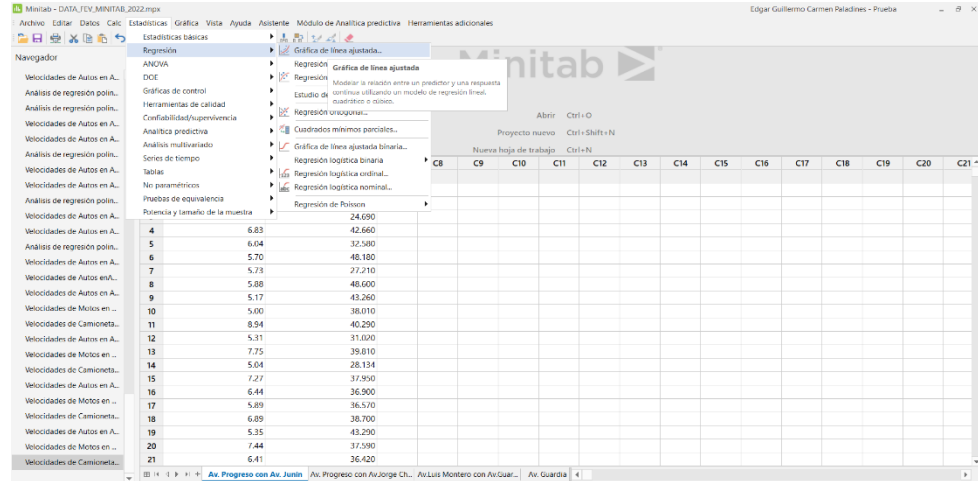 Minitab - DATA_FEV_MINITAB_2022.mpx
Edgar Guillermo Carmen Paladines - Prueba
Archivo Editar Datos Calc Estadísticas Gráfica Vista Ayuda Asistente Módulo de Analítica predictiva Herramientas adicionales
Navegador
Velocidades de Autos en A...
Análisis de regresión polin...
Análisis de regresión polin...
Velocidades de Autos en A...
Velocidades de Autos en A...
Análisis de regresión polin...
Velocidades de Autos en A...
Velocidades de Autos en A...
Análisis de regresión polin...
Velocidades de Autos en A...
Velocidades de Autos en A...
Análisis de regresión polin...
Velocidades de Autos en A...
Velocidades de Autos enA...
Velocidades de Autos en A...
Velocidades de Motos en ...
Velocidades de Camioneta...
Velocidades de Autos en A...
Velocidades de Motos en ...
Velocidades de Camioneta...
Velocidades de Autos en A...
Velocidades de Motos en ...
Velocidades de Camioneta...
Velocidades de Autos en A...
Velocidades de Motos en ...
Velocidades de Camioneta...
Estadísticas básicas
Regresión
ANOVA
DOE
Gráficas de control
Herramientas de calidad
Confiabilidad/supervivencia
Analítica predictiva
Análisis multivariado
Series de tiempo
Tablas
No paramétricos
Pruebas de equivalencia
Potencia y tamaño de la muestra
Gráfica de línea ajustada...
Regresión
Regresión
Estudio de
Regresión ortogonal...
Cuadrados mínimos parciales...
Gráfica de línea ajustada binaria...
Regresión logística binaria
Regresión logística ordinal...
Regresión logística nominal...
Regresión de Poisson
Gráfica de línea ajustada
Modelar la relación entre un predictor y una respuesta
continua utilizando un modelo de regresión lineal,
cuadrático o cúbico.
Minitab
Abrir Ctrl+O
Proyecto nuevo Ctrl+Shift+N
Nueva hoja de trabajo Ctrl+N
C8 C9 C10 C11 C12 C13 C14 C15 C16 C17 C18 C19 C20 C21
24.690
4 6.83 42.660
5 6.04 32.580
6 5.70 48.180
7 5.73 27.210
8 5.88 48.600
9 5.17 43.260
10 5.00 38.010
11 8.94 40.290
12 5.31 31.020
13 7.75 39.810
14 5.04 28.134
15 7.27 37.950
16 6.44 36.900
17 5.89 36.570
18 6.89 38.700
19 5.35 43.290
20 7.44 37.590
21 6.41 36.420
Av. Progreso con Av. Junin Av. Progreso con Av.Jorge Ch... Av.Luis Montero con Av.Guar... Av. Guardia